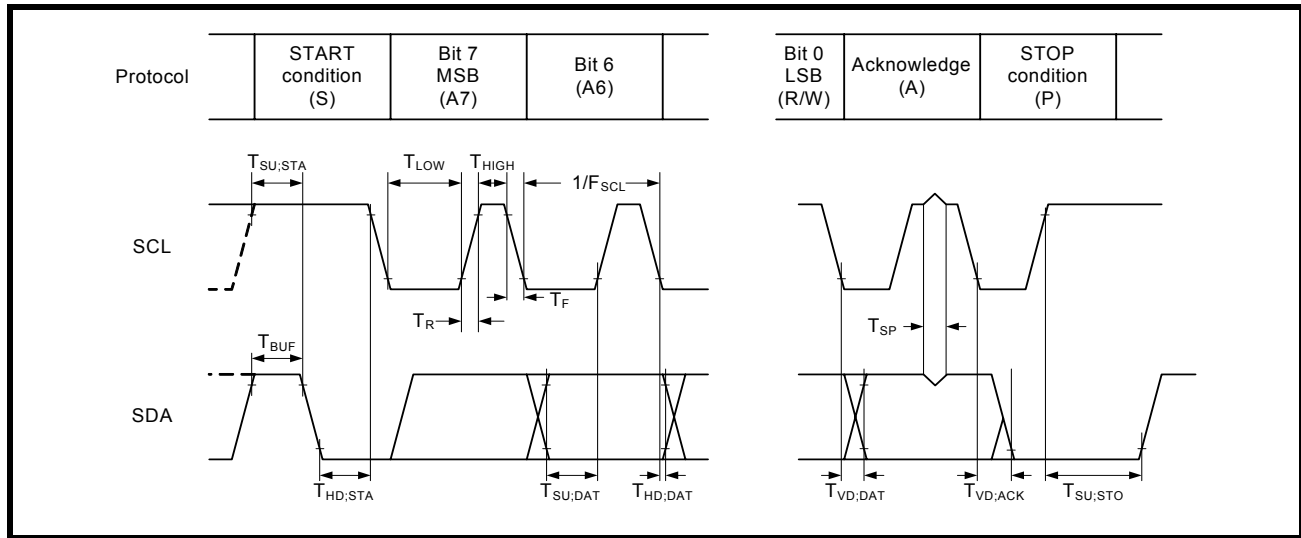 Protocol
START
condition
(S)
Bit 7
MSB
(A7)
Bit 6
(A6)
Bit 0
LSB
(R/W)
Acknowledge
(A)
STOP
condition
(P)
TSU;STA
TLOW
THIGH
1/FSCL
SCL
TF
TR
TSP
TBUF
SDA
THD;STA
TSU;DAT
THD;DAT
TVD;DAT
TVD;ACK
TSU;STO